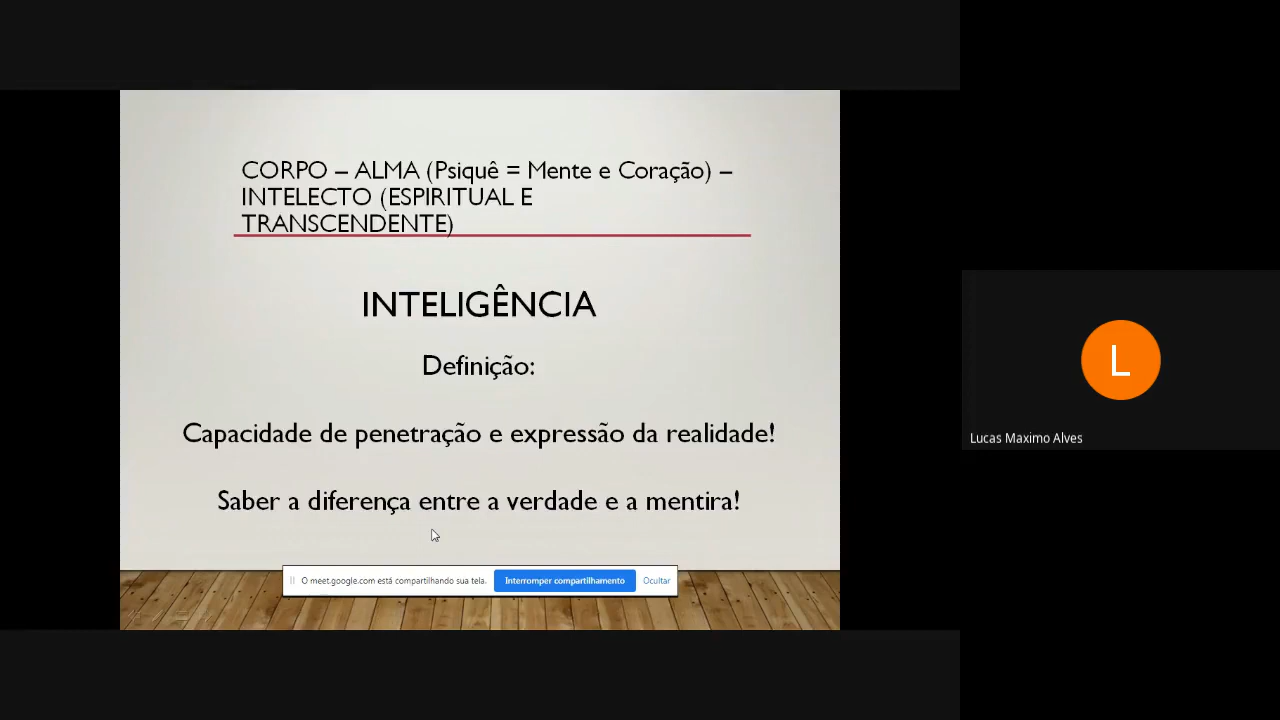 CORPO – ALMA (Psiquê = Mente e Coração) –
INTELECTO (ESPIRITUAL E
TRANSCENDENTE)
INTELIGÊNCIA
Definição:
Capacidade de penetração e expressão da realidade!
Saber a diferença entre a verdade e a mentira!
O meet.google.com está compartilhando sua tela. Interromper compartilhamento Ocultar
L
Lucas Maximo Alves